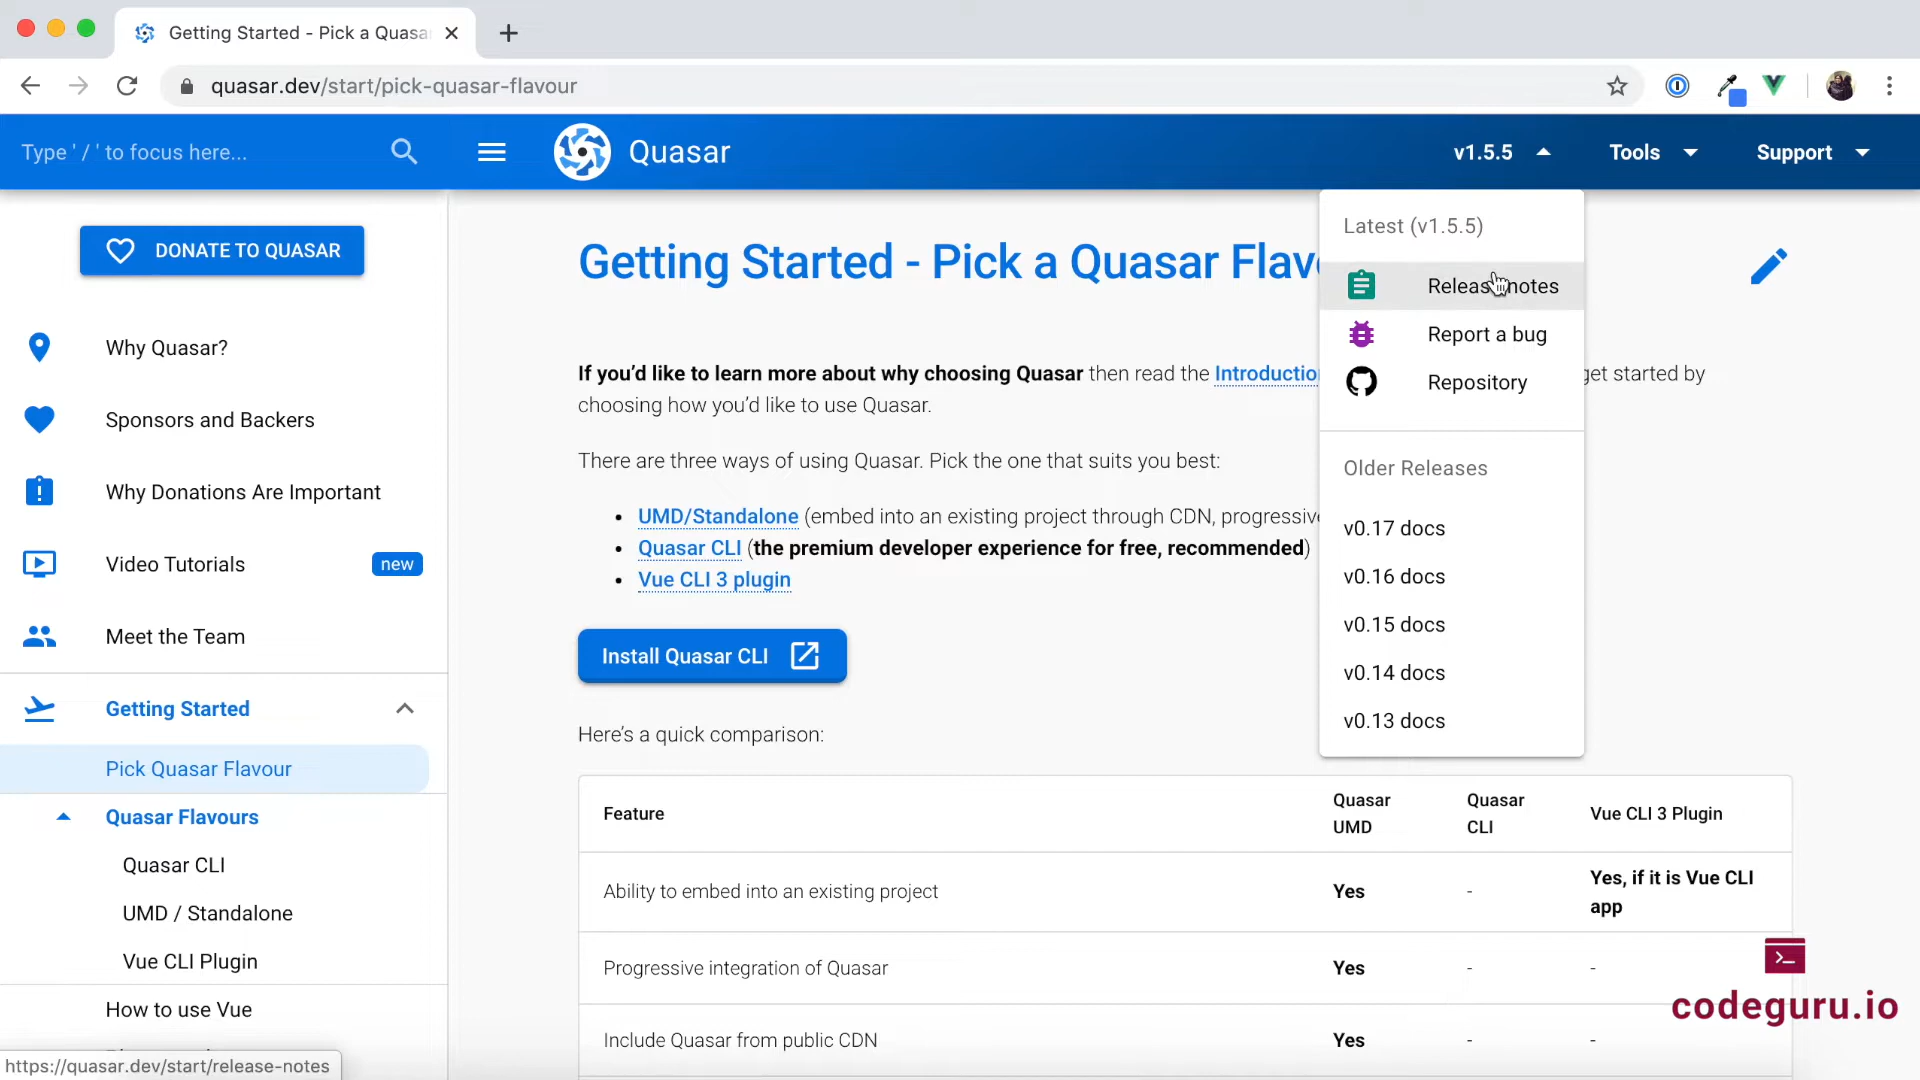 Getting Started - Pick a Quasa
quasar.dev/start/pick-quasar-flavour
Type ' / ' to focus here...
Quasar
v1.5.5
Tools
Support
DONATE TO QUASAR
Why Quasar?
Sponsors and Backers
Why Donations Are Important
Video Tutorials
new
Meet the Team
Getting Started
Pick Quasar Flavour
Quasar Flavours
Quasar CLI
UMD / Standalone
Vue CLI Plugin
How to use Vue
https://quasar.dev/start/release-notes
Getting Started - Pick a Quasar Flav
If you’d like to learn more about why choosing Quasar then read the Introductio
get started by
choosing how you’d like to use Quasar.
There are three ways of using Quasar. Pick the one that suits you best:
UMD/Standalone (embed into an existing project through CDN, progressive
Quasar CLI (the premium developer experience for free, recommended)
Vue CLI 3 plugin
Install Quasar CLI
Here’s a quick comparison:
Latest (v1.5.5)
Release notes
Report a bug
Repository
Older Releases
v0.17 docs
v0.16 docs
v0.15 docs
v0.14 docs
v0.13 docs
Feature
Quasar UMD
Quasar CLI
Vue CLI 3 Plugin
Ability to embed into an existing project
Yes
-
Yes, if it is Vue CLI app
Progressive integration of Quasar
Yes
-
-
Include Quasar from public CDN
Yes
-
-
codeguru.io